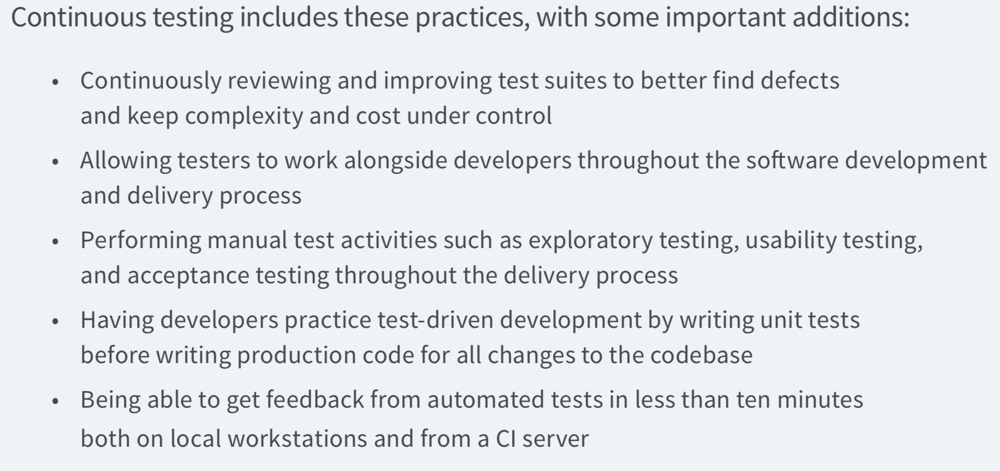 Continuous testing includes these practices, with some important additions:
• Continuously reviewing and improving test suites to better find defects
and keep complexity and cost under control
• Allowing testers to work alongside developers throughout the software development
and delivery process
• Performing manual test activities such as exploratory testing, usability testing,
and acceptance testing throughout the delivery process
• Having developers practice test-driven development by writing unit tests
before writing production code for all changes to the codebase
• Being able to get feedback from automated tests in less than ten minutes
both on local workstations and from a CI server